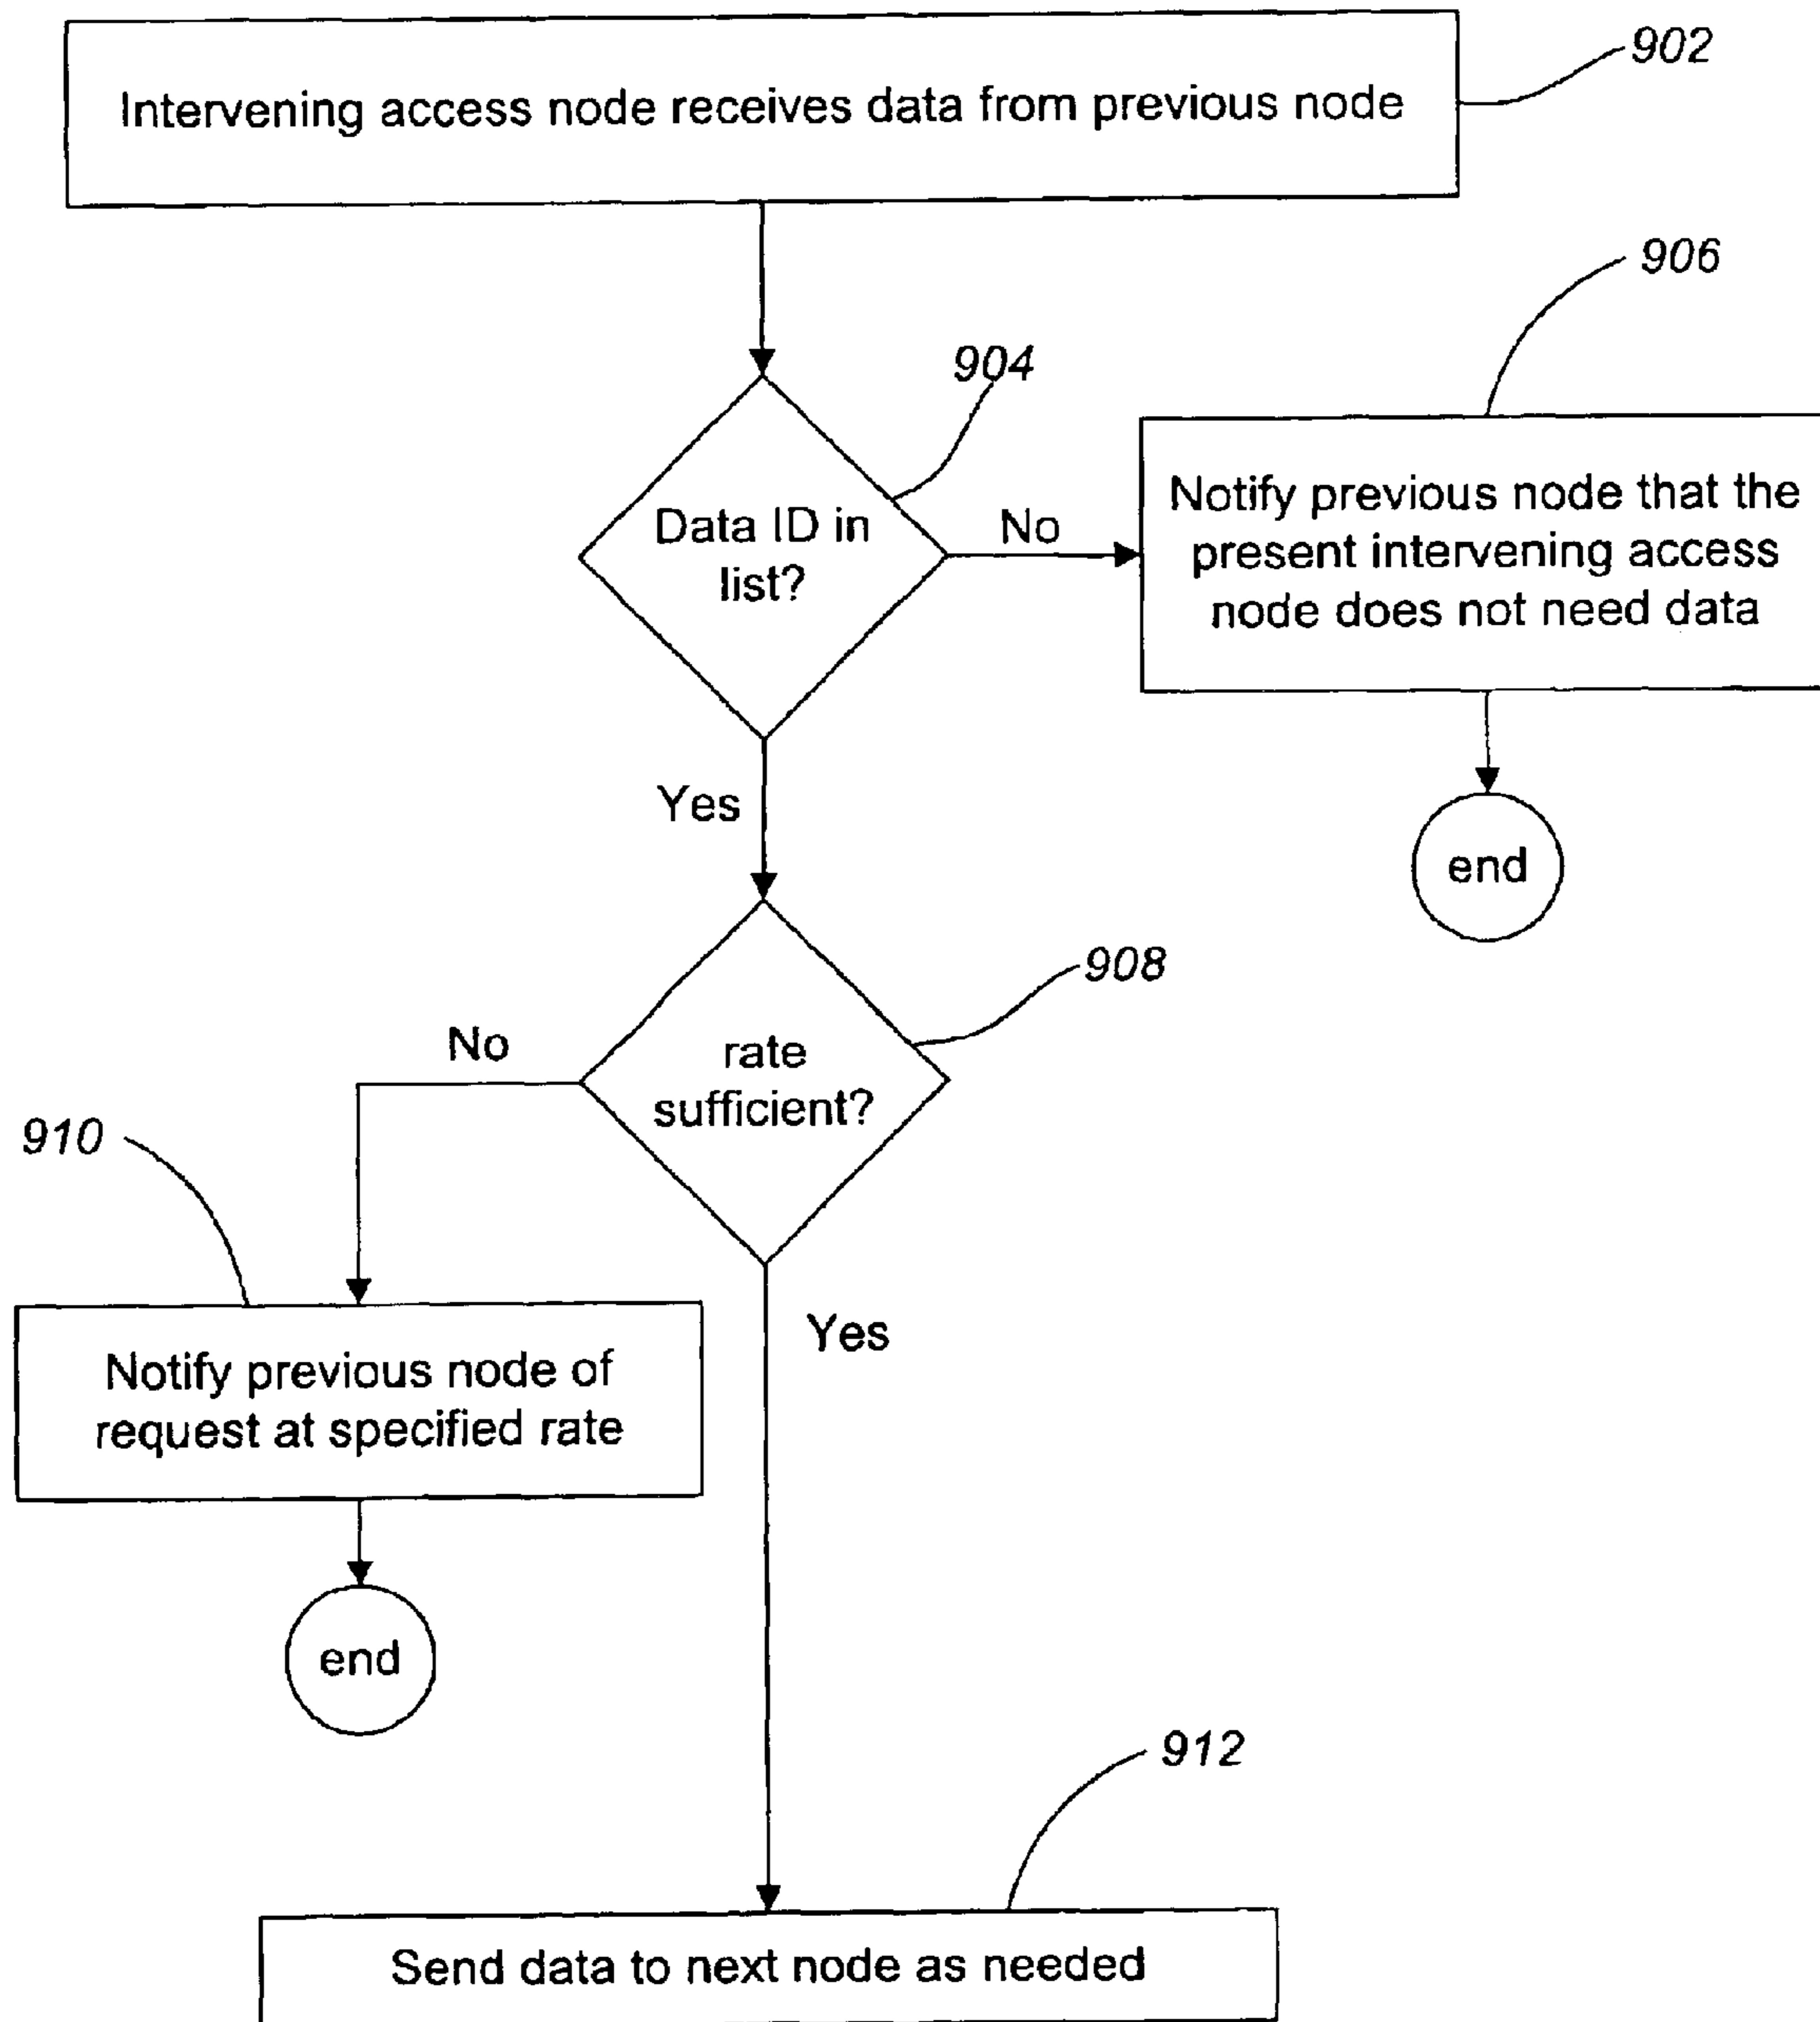 902
Intervening access node receives data from previous node
906
904
Data ID in
list?
No
Notify previous node that the
present intervening access
node does not need data
Yes
end
908
No
rate
sufficient?
910
Yes
Notify previous node of
request at specified rate
end
912
Send data to next node as needed